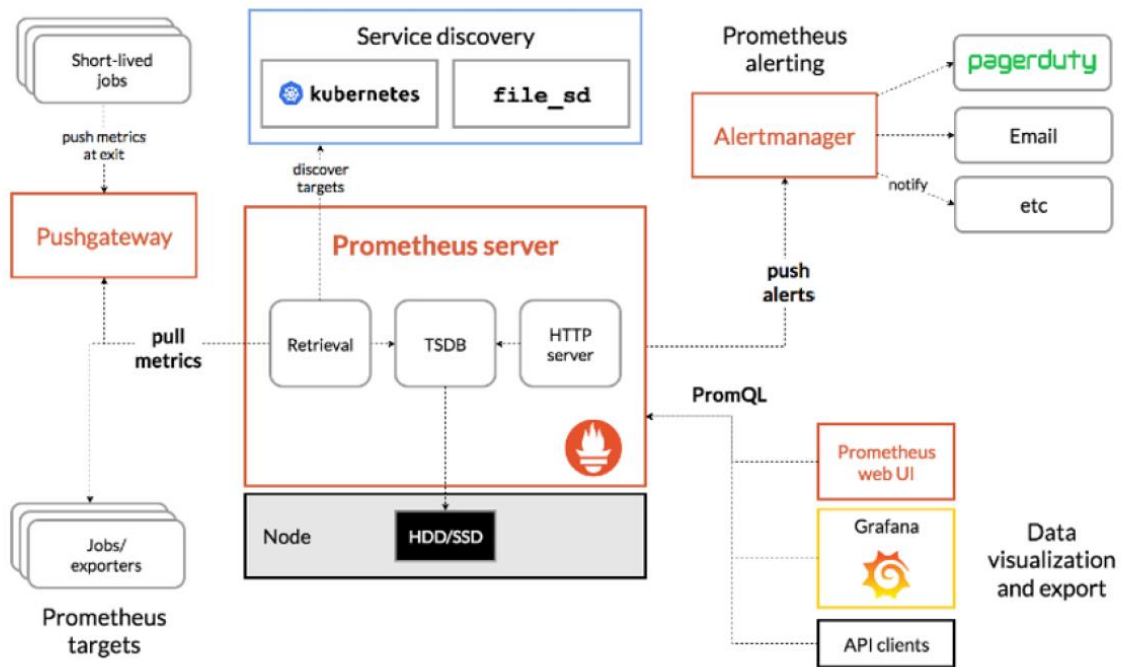 Short-lived
jobs
push metrics
at exit
Pushgateway
pull
metrics
Jobs/
exporters
Prometheus
targets
Service discovery
kubernetes
file_sd
discover
targets
Prometheus server
Retrieval
TSDB
HTTP
server
Node
HDD/SSD
Prometheus
alerting
Alertmanager
pagerduty
Email
notify
etc
push
alerts
PromQL
Prometheus
web UI
Grafana
API clients
Data
visualization
and export